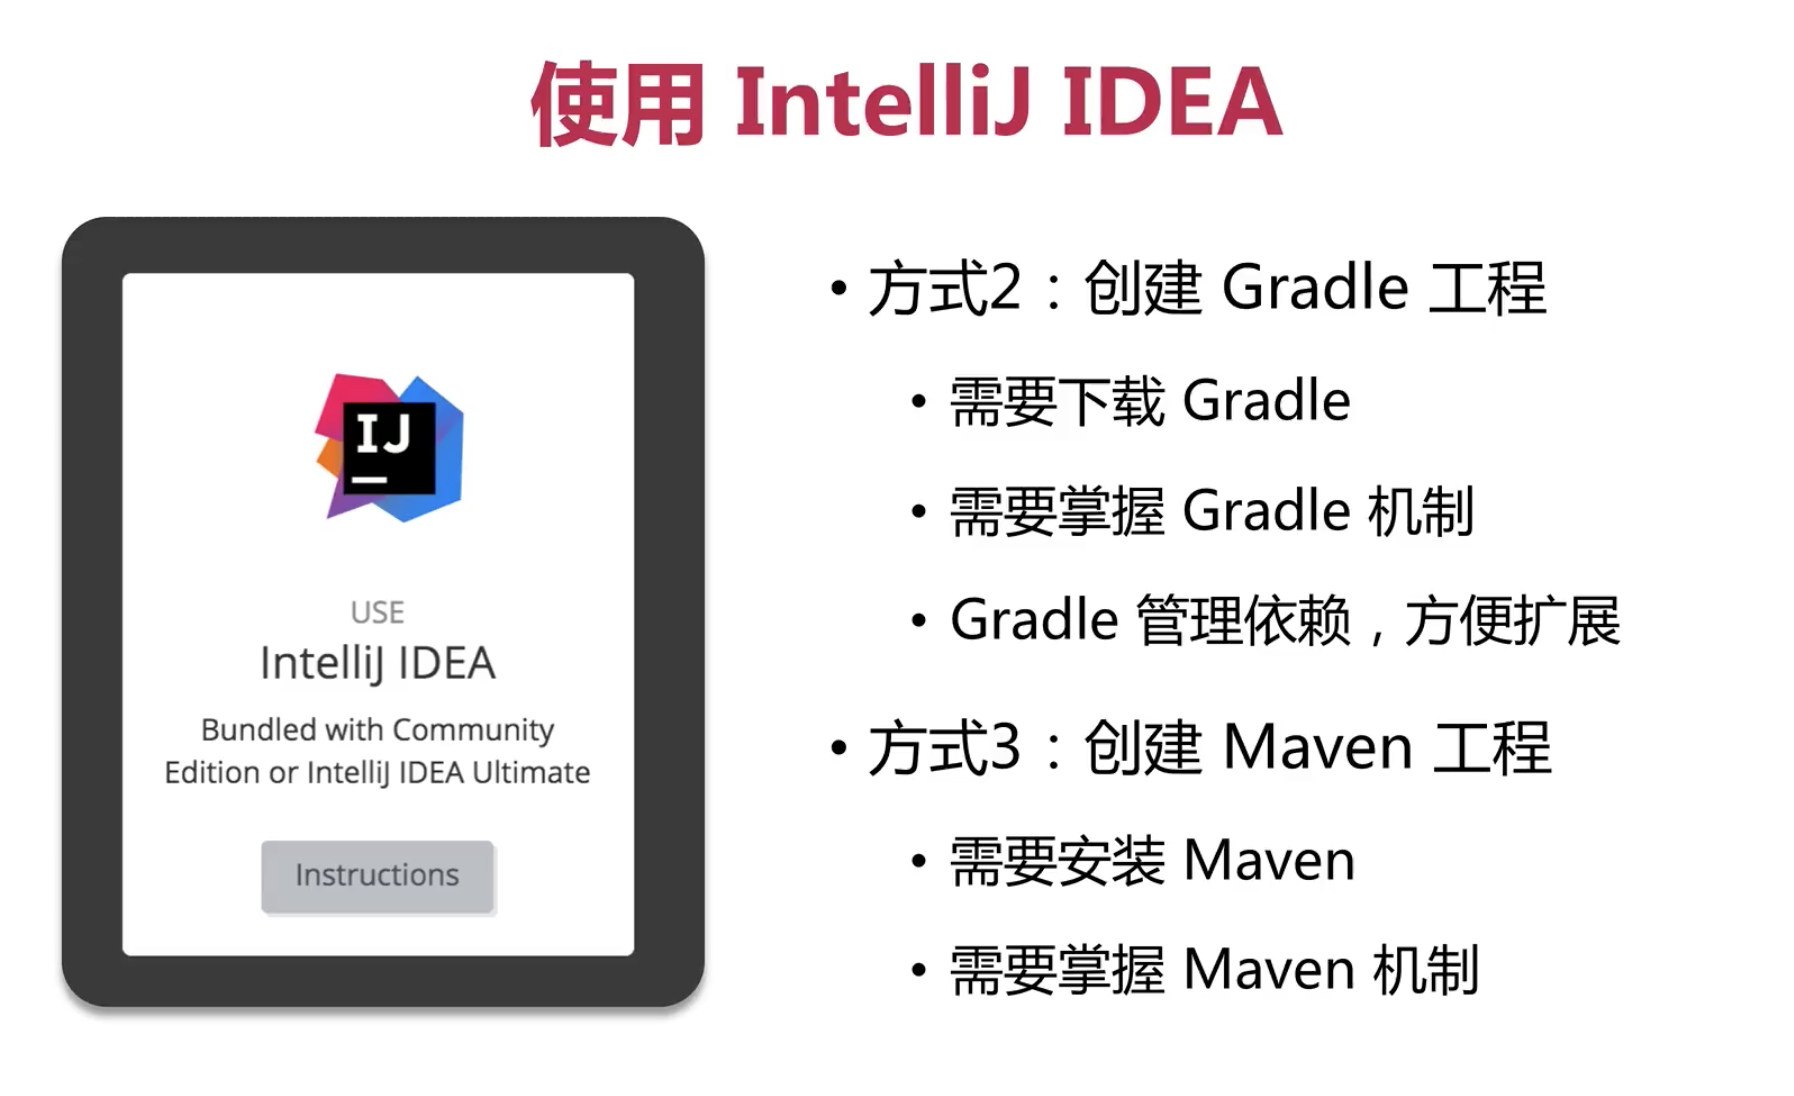 使用 IntelliJ IDEA
IJ
USE
IntelliJ IDEA
Bundled with Community
Edition or IntelliJ IDEA Ultimate
Instructions
• 方式2：创建 Gradle 工程
• 需要下载 Gradle
• 需要掌握 Gradle 机制
• Gradle 管理依赖，方便扩展
• 方式3：创建 Maven 工程
• 需要安装 Maven
• 需要掌握 Maven 机制